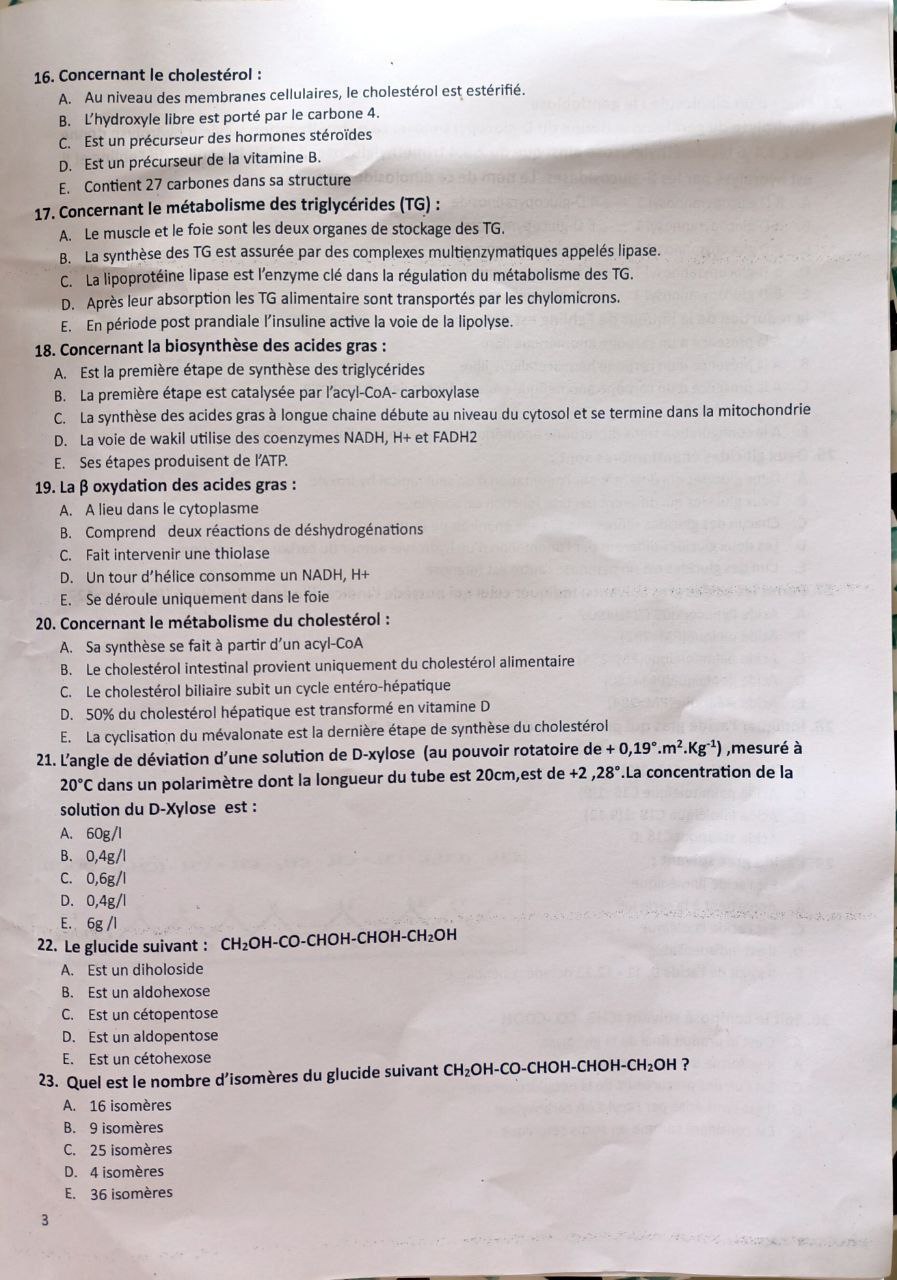 16. Concernant le cholestérol :
A. Au niveau des membranes cellulaires, le cholestérol est estérifié.
B. L'hydroxyle libre est porté par le carbone 4.
C. Est un précurseur des hormones stéroïdes
D. Est un précurseur de la vitamine B.
E. Contient 27 carbones dans sa structure
17. Concernant le métabolisme des triglycérides (TG) :
A. Le muscle et le foie sont les deux organes de stockage des TG.
B. La synthèse des TG est assurée par des complexes multienzymatiques appelés lipase.
C. La lipoprotéine lipase est l'enzyme clé dans la régulation du métabolisme des TG.
D. Après leur absorption les TG alimentaire sont transportés par les chylomicrons.
E. En période post prandiale l'insuline active la voie de la lipolyse.
18. Concernant la biosynthèse des acides gras :
A. Est la première étape de synthèse des triglycérides
B. La première étape est catalysée par l'acyl-CoA- carboxylase
C. La synthèse des acides gras à longue chaine débute au niveau du cytosol et se termine dans la mitochondrie
D. La voie de wakil utilise des coenzymes NADH, H+ et FADH2
E. Ses étapes produisent de l'ATP.
19. La β oxydation des acides gras :
A. A lieu dans le cytoplasme
B. Comprend deux réactions de déshydrogénations
C. Fait intervenir une thiolase
D. Un tour d'hélice consomme un NADH, H+
E. Se déroule uniquement dans le foie
20. Concernant le métabolisme du cholestérol :
A. Sa synthèse se fait à partir d'un acyl-CoA
B. Le cholestérol intestinal provient uniquement du cholestérol alimentaire
C. Le cholestérol biliaire subit un cycle entéro-hépatique
D. 50% du cholestérol hépatique est transformé en vitamine D
E. La cyclisation du mévalonate est la dernière étape de synthèse du cholestérol
21. L'angle de déviation d'une solution de D-xylose (au pouvoir rotatoire de + 0,19°.m².Kg⁻¹) ,mesuré à
20°C dans un polarimètre dont la longueur du tube est 20cm,est de +2 ,28°.La concentration de la
solution du D-Xylose est :
A. 60g/l
B. 0,4g/l
C. 0,6g/l
D. 0,4g/l
E. 6g /l
22. Le glucide suivant : CH₂OH-CO-CHOH-CHOH-CH₂OH
A. Est un diholoside
B. Est un aldohexose
C. Est un cétopentose
D. Est un aldopentose
E. Est un cétohexose
23. Quel est le nombre d'isomères du glucide suivant CH₂OH-CO-CHOH-CHOH-CH₂OH ?
A. 16 isomères
B. 9 isomères
C. 25 isomères
D. 4 isomères
E. 36 isomères
3